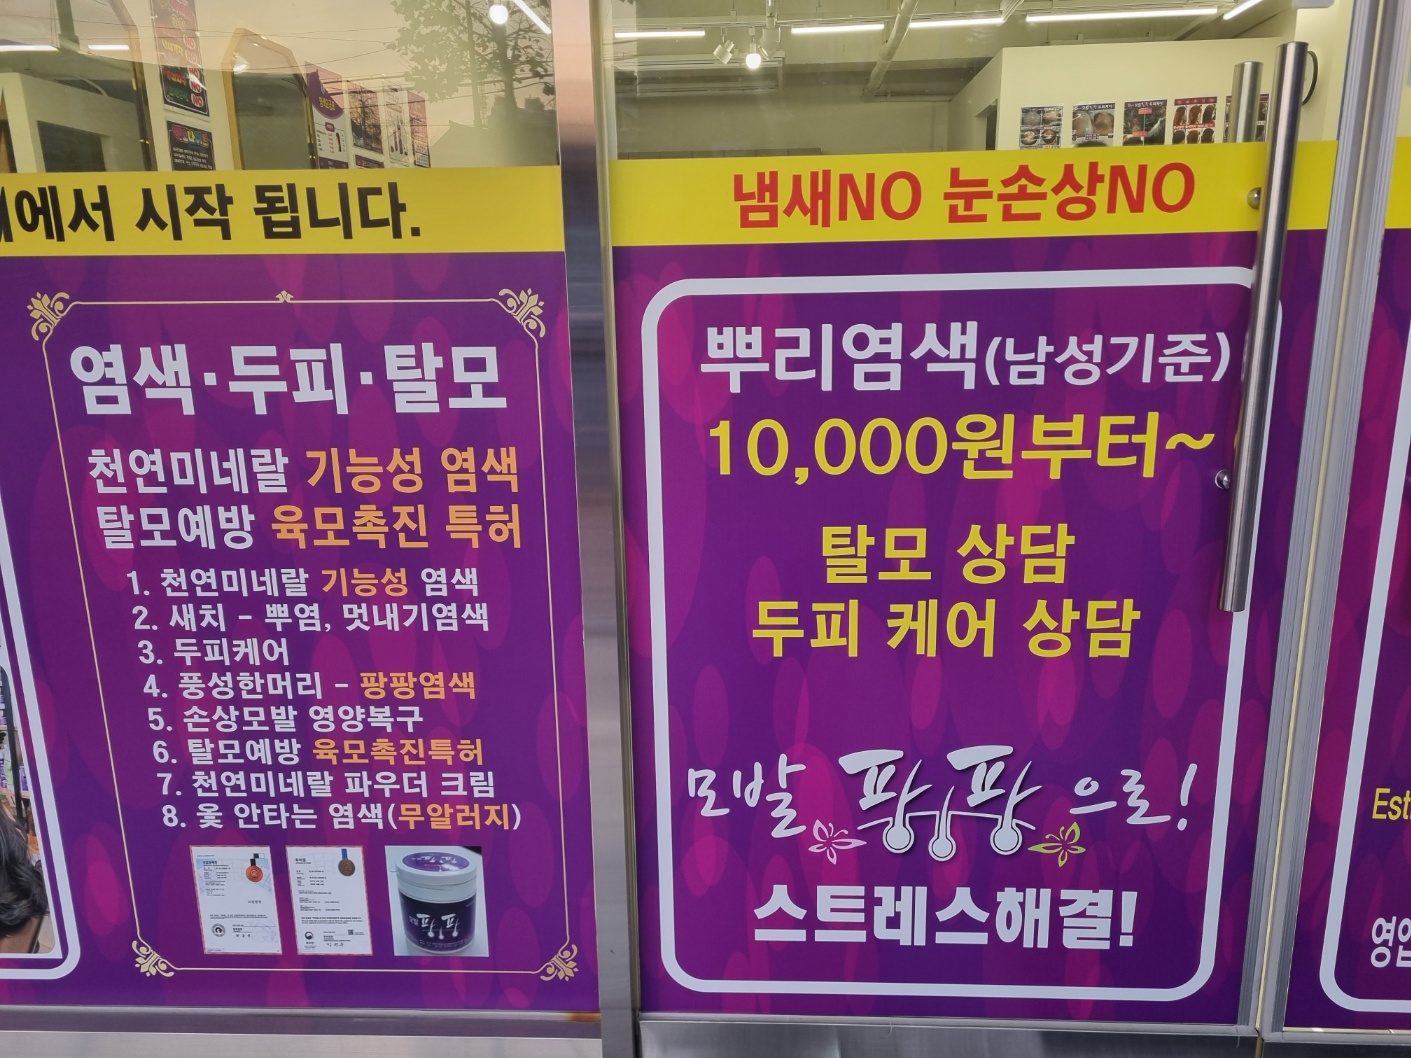 에서 시작 됩니다.
염색·두피·탈모
천연미네랄 기능성 염색
탈모예방 육모촉진 특허
1. 천연미네랄 기능성 염색
2. 새치 - 뿌염, 멋내기염색
3. 두피케어
4. 풍성한머리 - 팡팡염색
5. 손상모발 영양복구
6. 탈모예방 육모촉진특허
7. 천연미네랄 파우더 크림
8. 옻 안타는 염색(무알러지)
팡팡
냄새NO 눈손상NO
뿌리염색(남성기준)
10,000원부터~
탈모 상담
두피 케어 상담
모발 팡팡으로!
스트레스해결!
Est
영업